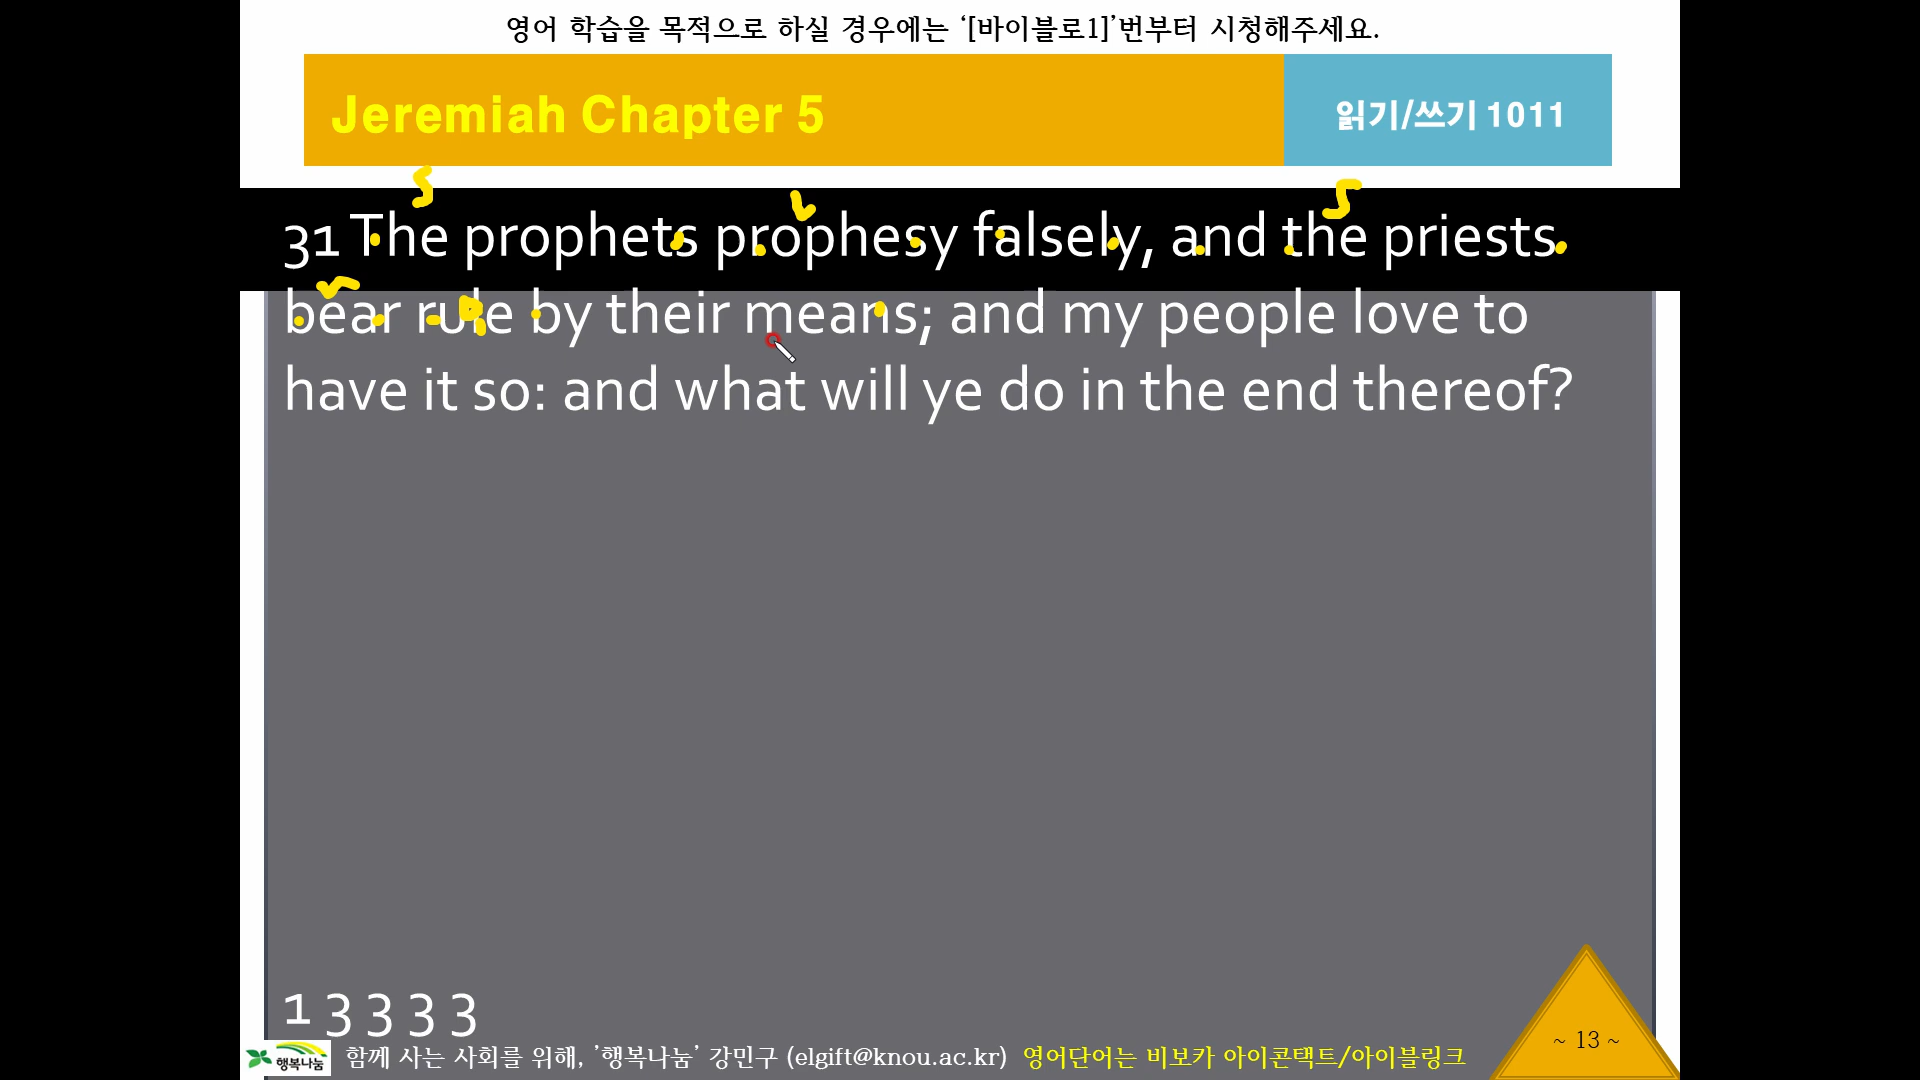 영어 학습을 목적으로 하실 경우에는 ‘[바이블로1]’번부터 시청해주세요.
Jeremiah Chapter 5
읽기/쓰기 1011
S
V
S
31 The prophets prophesy falsely, and the priests
bear rule by their means; and my people love to
have it so: and what will ye do in the end thereof?
1 3 3 3 3
~ 13 ~
행복나눔
함께 사는 사회를 위해, ’행복나눔’ 강민구 (elgift@knou.ac.kr) 영어단어는 비보카 아이콘택트/아이블링크